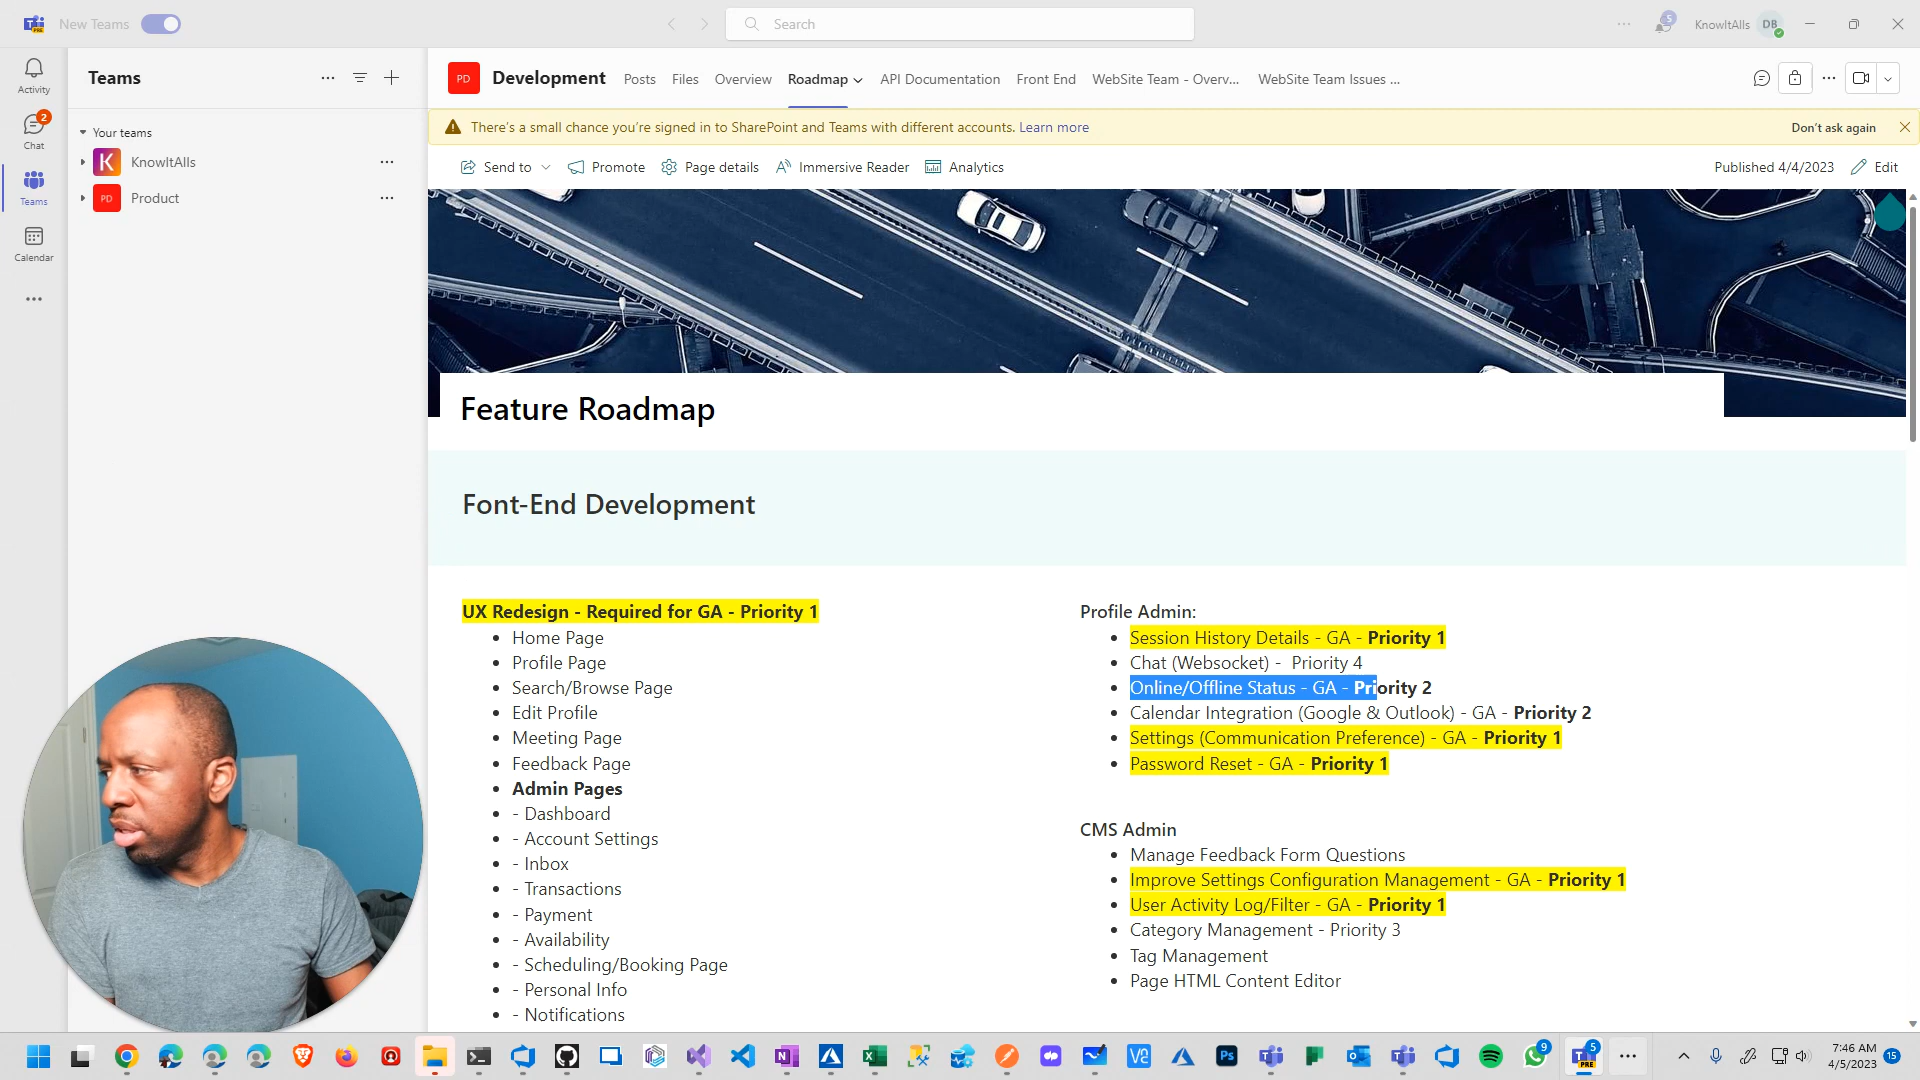 New Teams
Search
5
KnowItAlls
DB
Activity
2
Chat
Teams
Calendar
Teams
Your teams
K KnowItAlls
PD Product
PD Development Posts Files Overview Roadmap API Documentation Front End WebSite Team - Overv... WebSite Team Issues ...
There's a small chance you're signed in to SharePoint and Teams with different accounts. Learn more
Don't ask again
Send to Promote Page details Immersive Reader Analytics
Published 4/4/2023 Edit
Feature Roadmap
Font-End Development
UX Redesign - Required for GA - Priority 1
Home Page
Profile Page
Search/Browse Page
Edit Profile
Meeting Page
Feedback Page
Admin Pages
- Dashboard
- Account Settings
- Inbox
- Transactions
- Payment
- Availability
- Scheduling/Booking Page
- Personal Info
- Notifications
Profile Admin:
Session History Details - GA - Priority 1
Chat (Websocket) - Priority 4
Online/Offline Status - GA - Priority 2
Calendar Integration (Google & Outlook) - GA - Priority 2
Settings (Communication Preference) - GA - Priority 1
Password Reset - GA - Priority 1
CMS Admin
Manage Feedback Form Questions
Improve Settings Configuration Management - GA - Priority 1
User Activity Log/Filter - GA - Priority 1
Category Management - Priority 3
Tag Management
Page HTML Content Editor
Ps
9
5
PRE
7:46 AM
4/5/2023
15